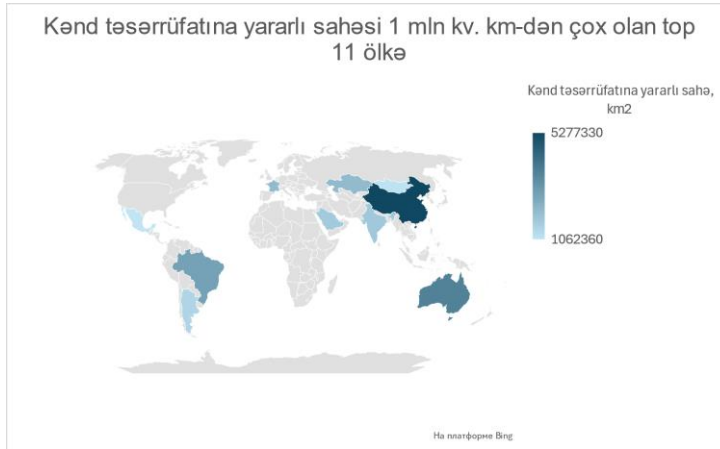 Kənd təsərrüfatına yararlı sahəsi 1 mln kv. km-dən çox olan top
11 ölkə
Kənd təsərrüfatına yararlı sahə,
km2
5277330
1062360
На платформе Bing